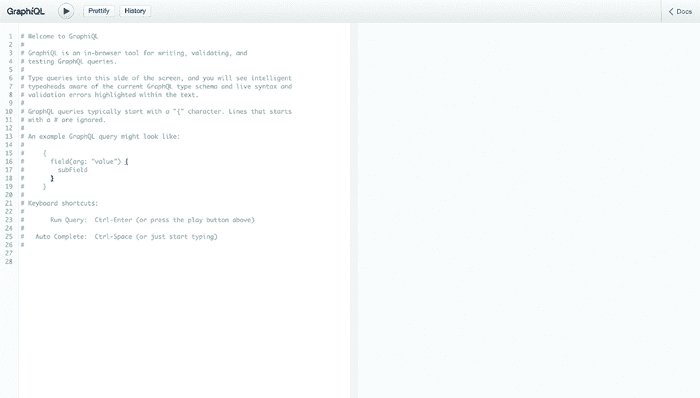 GraphiQL Prettify History < Docs
1 # Welcome to GraphiQL
2 #
3 # GraphiQL is an in-browser tool for writing, validating, and
4 # testing GraphQL queries.
5 #
6 # Type queries into this side of the screen, and you will see intelligent
7 # typeaheads aware of the current GraphQL type schema and live syntax and
8 # validation errors highlighted within the text.
9 #
10 # GraphQL queries typically start with a "{" character. Lines that starts
11 # with a # are ignored.
12 #
13 # An example GraphQL query might look like:
14 #
15 #     {
16 #       field(arg: "value") {
17 #         subField
18 #       }
19 #     }
20 #
21 # Keyboard shortcuts:
22 #
23 #       Run Query:  Ctrl-Enter (or press the play button above)
24 #
25 #   Auto Complete:  Ctrl-Space (or just start typing)
26 #
27
28